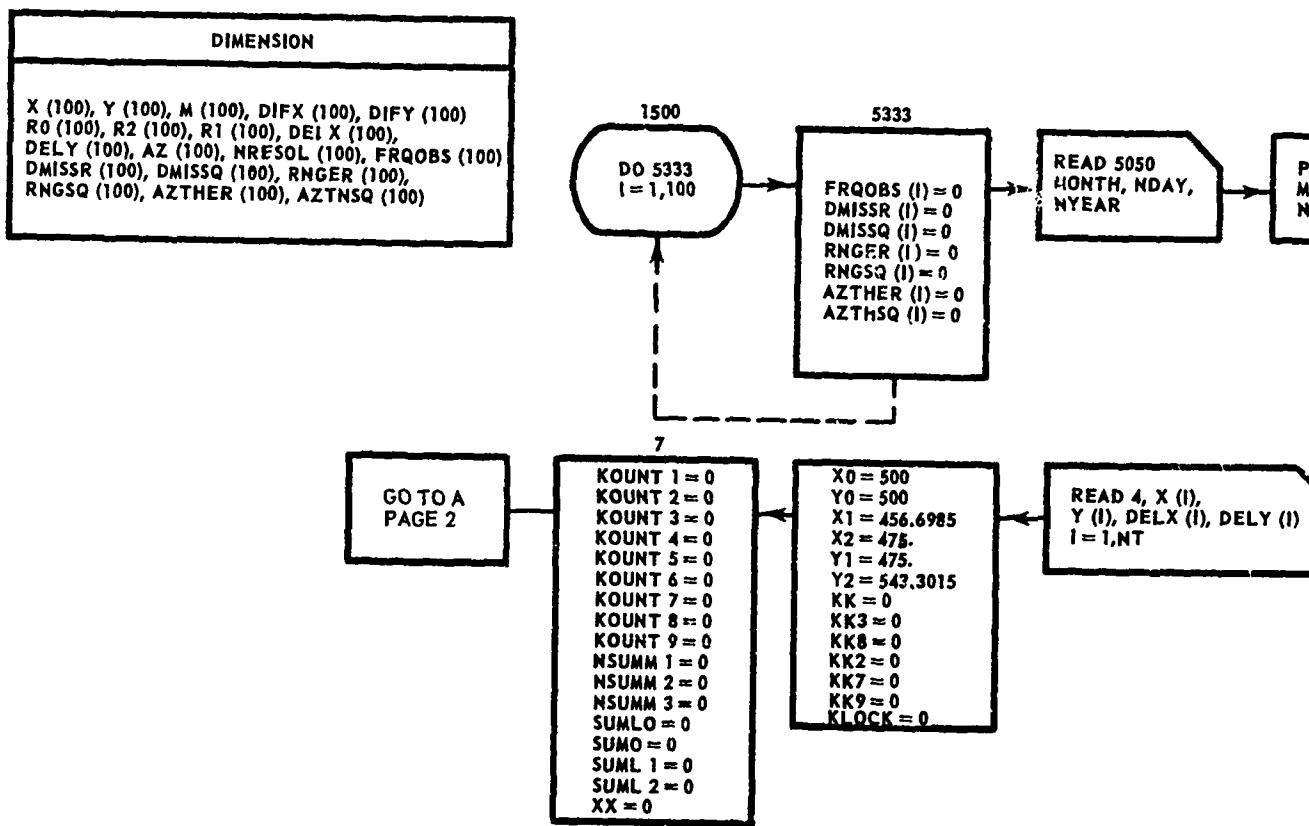 DIMENSION
X (100), Y (100), M (100), DIFX (100), DIFY (100)
R0 (100), R2 (100), R1 (100), DELX (100),
DELY (100), AZ (100), NRESOL (100), FRQOBS (100)
DMISSR (100), DMISSQ (100), RNGER (100),
RNGSQ (100), AZTHER (100), AZTNSQ (100)
1500
DO 5333
I = 1,100
5333
FRQOBS (I) = 0
DMISSR (I) = 0
DMISSQ (I) = 0
RNGER (I) = 0
RNGSQ (I) = 0
AZTHER (I) = 0
AZTHSQ (I) = 0
READ 5050
MONTH, NDAY,
NYEAR
P
M
N
GO TO A
PAGE 2
7
KOUNT 1 = 0
KOUNT 2 = 0
KOUNT 3 = 0
KOUNT 4 = 0
KOUNT 5 = 0
KOUNT 6 = 0
KOUNT 7 = 0
KOUNT 8 = 0
KOUNT 9 = 0
NSUMM 1 = 0
NSUMM 2 = 0
NSUMM 3 = 0
SUMLO = 0
SUMO = 0
SUML 1 = 0
SUML 2 = 0
XX = 0
X0 = 500
Y0 = 500
X1 = 456.6985
X2 = 475.
Y1 = 475.
Y2 = 543.3015
KK = 0
KK3 = 0
KK8 = 0
KK2 = 0
KK7 = 0
KK9 = 0
KLOCK = 0
READ 4, X (I),
Y (I), DELX (I), DELY (I)
I = 1,NT